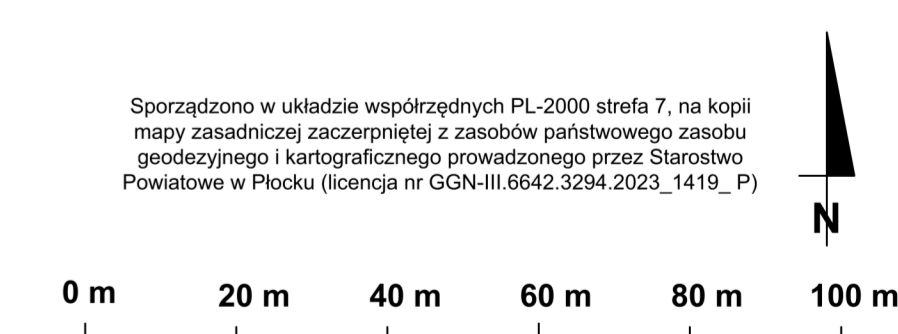 Sporządzono w układzie współrzędnych PL-2000 strefa 7, na kopii
mapy zasadniczej zaczerpniętej z zasobów państwowego zasobu
geodezyjnego i kartograficznego prowadzonego przez Starostwo
Powiatowe w Płocku (licencja nr GGN-III.6642.3294.2023_1419_ P)
N
0 m 20 m 40 m 60 m 80 m 100 m